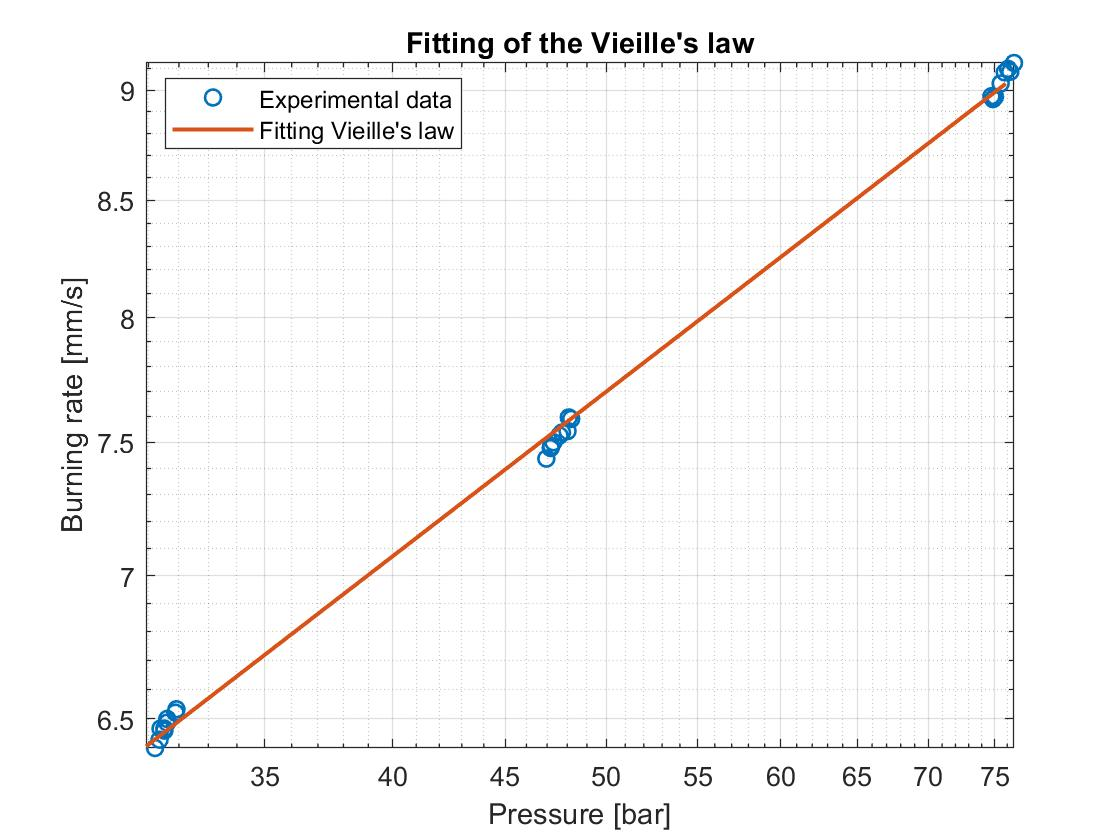 Fitting of the Vieille's law
Experimental data
Fitting Vieille's law
9
8.5
8
7.5
7
6.5
Burning rate [mm/s]
35 40 45 50 55 60 65 70 75
Pressure [bar]